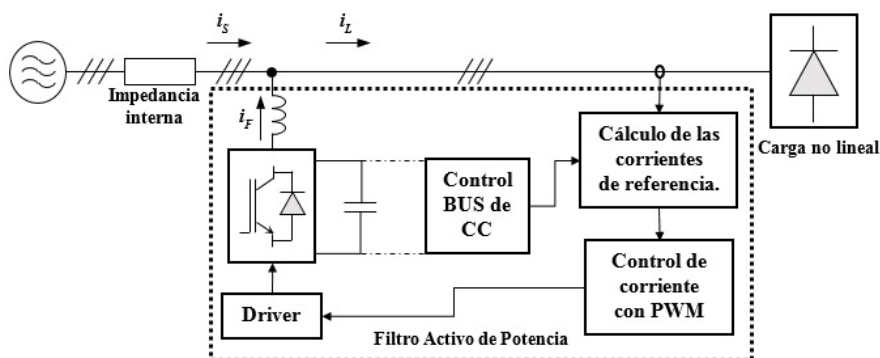 i_S
i_L
Impedancia
interna
i_F
Cálculo de las
corrientes
de referencia.
Carga no lineal
Control
BUS de
CC
Control de
corriente
con PWM
Driver
Filtro Activo de Potencia